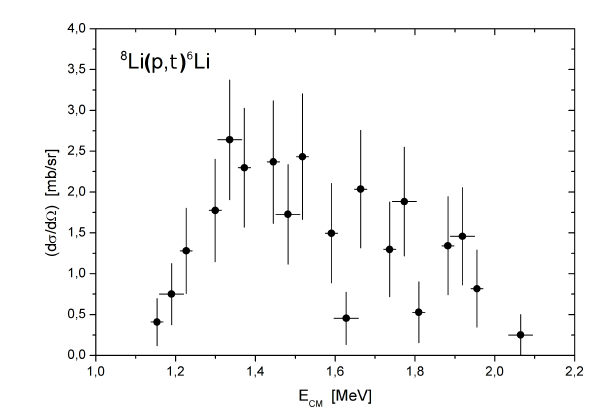 4,0
3,5
3,0
2,5
2,0
1,5
1,0
0,5
0,0
(dσ/dΩ) [mb/sr)
⁸Li(p,t)⁶Li
1,0 1,2 1,4 1,6 1,8 2,0 2,2
E_CM [MeV]